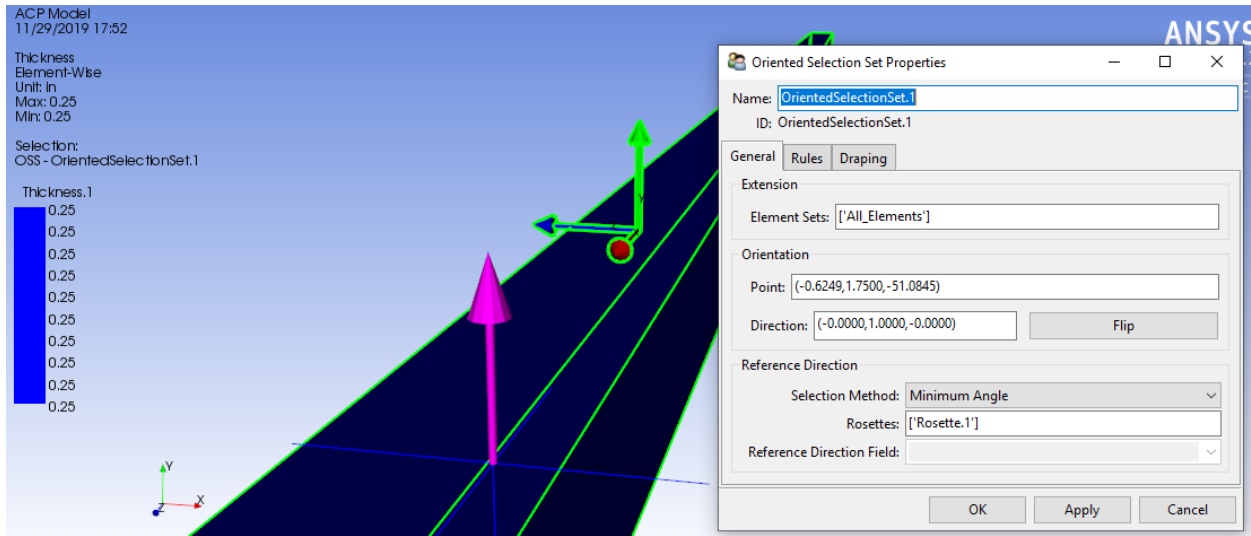 ACP Model
11/29/2019 17:52
Thickness
Element-Wise
Unit: in
Max: 0.25
Min: 0.25
Selection:
OSS - OrientedSelectionSet.1
Thickness.1
0.25
0.25
0.25
0.25
0.25
0.25
0.25
0.25
0.25
0.25
Y
Y
X
Z
ANSYS
Oriented Selection Set Properties
Name: OrientedSelectionSet.1
ID: OrientedSelectionSet.1
General Rules Draping
Extension
Element Sets: ['All_Elements']
Orientation
Point: (-0.6249,1.7500,-51.0845)
Direction: (-0.0000,1.0000,-0.0000) Flip
Reference Direction
Selection Method: Minimum Angle
Rosettes: ['Rosette.1']
Reference Direction Field:
OK Apply Cancel